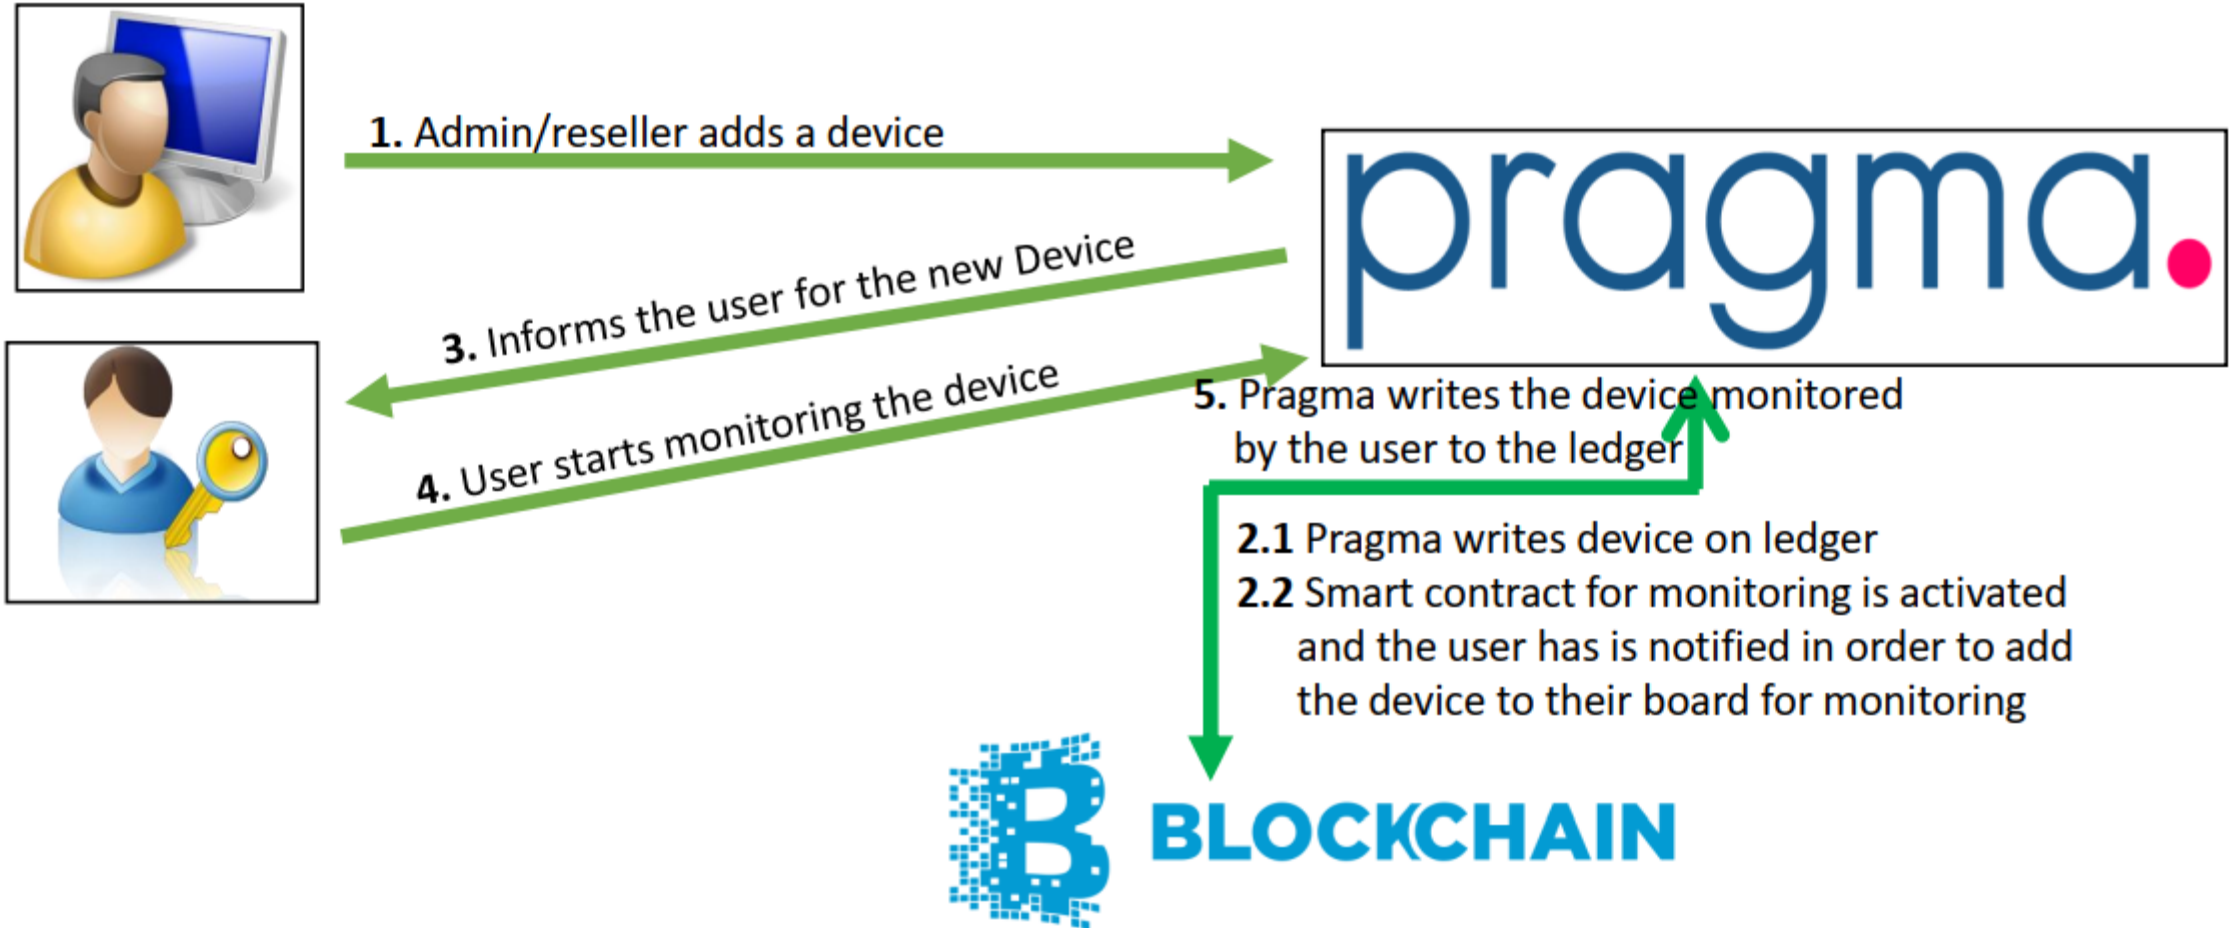 1. Admin/reseller adds a device
pragma.
3. Informs the user for the new Device
4. User starts monitoring the device
5. Pragma writes the device monitored
by the user to the ledger
2.1 Pragma writes device on ledger
2.2 Smart contract for monitoring is activated
and the user has is notified in order to add
the device to their board for monitoring
B BLOCKCHAIN